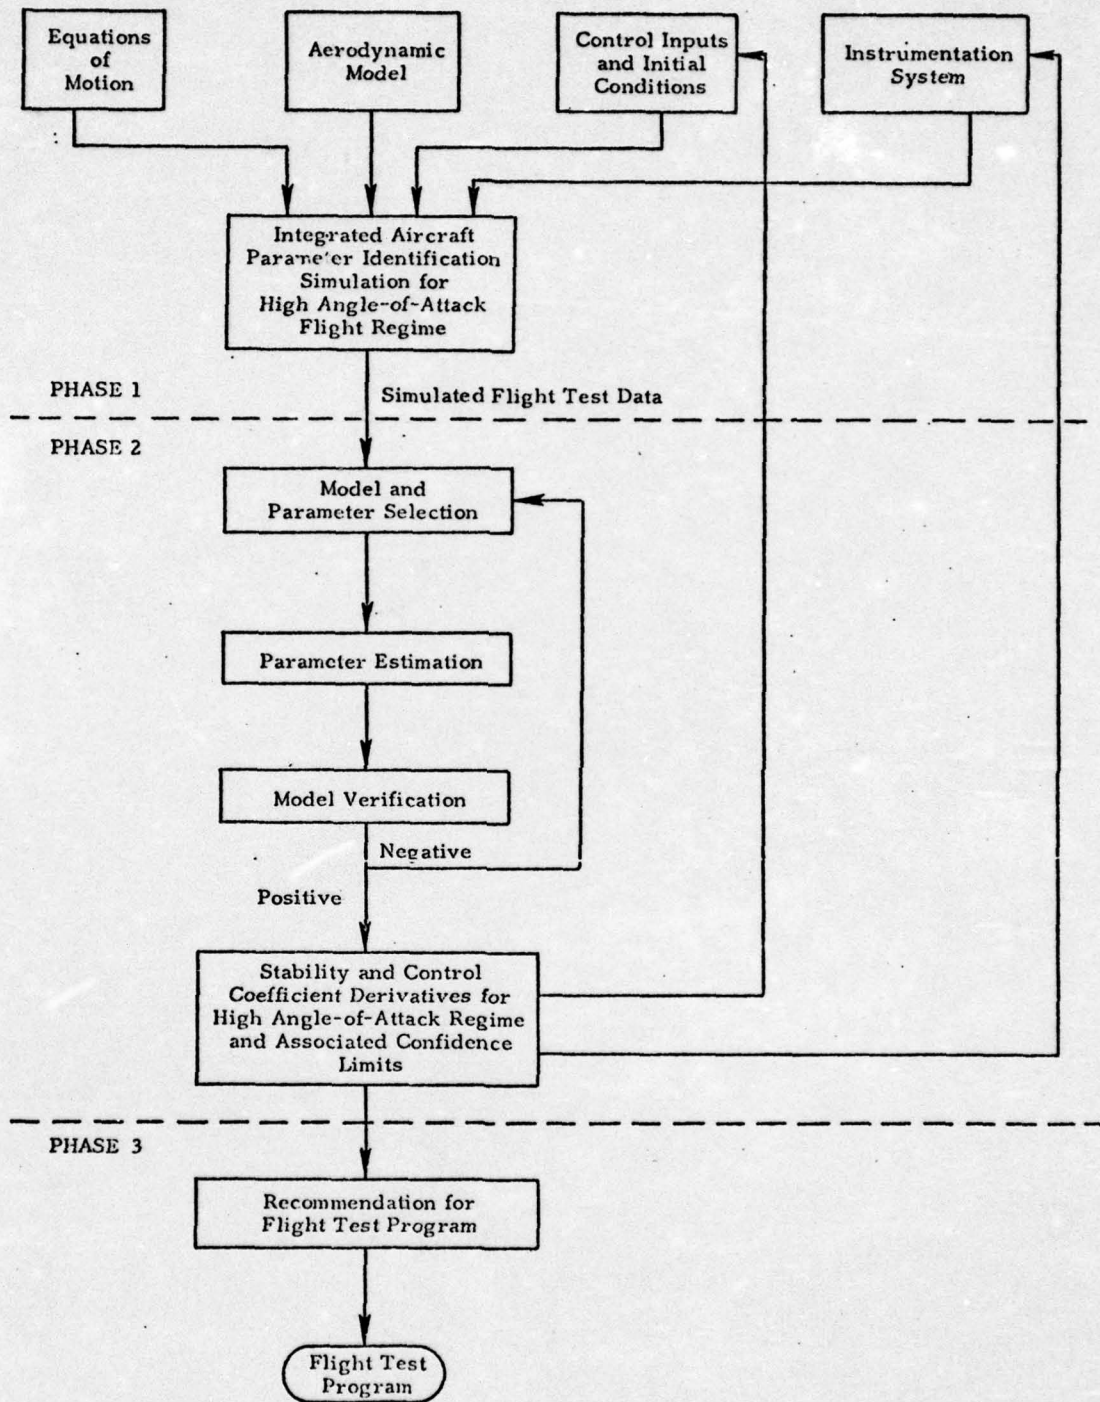 Equations
of
Motion
Aerodynamic
Model
Control Inputs
and Initial
Conditions
Instrumentation
System
Integrated Aircraft
Parameter Identification
Simulation for
High Angle-of-Attack
Flight Regime
PHASE 1
Simulated Flight Test Data
PHASE 2
Model and
Parameter Selection
Parameter Estimation
Model Verification
Negative
Positive
Stability and Control
Coefficient Derivatives for
High Angle-of-Attack Regime
and Associated Confidence
Limits
PHASE 3
Recommendation for
Flight Test Program
Flight Test
Program